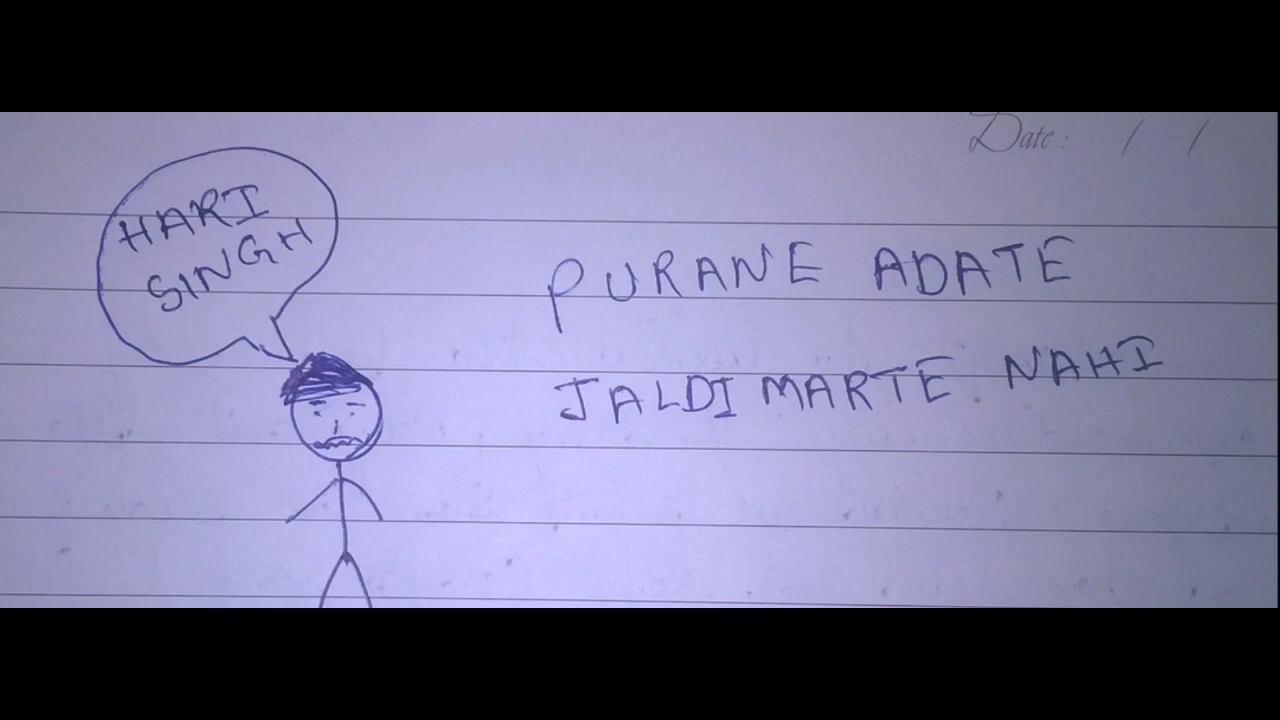 Date: / /
HARI
SINGH
PURANE ADATE
JALDI MARTE NAHI